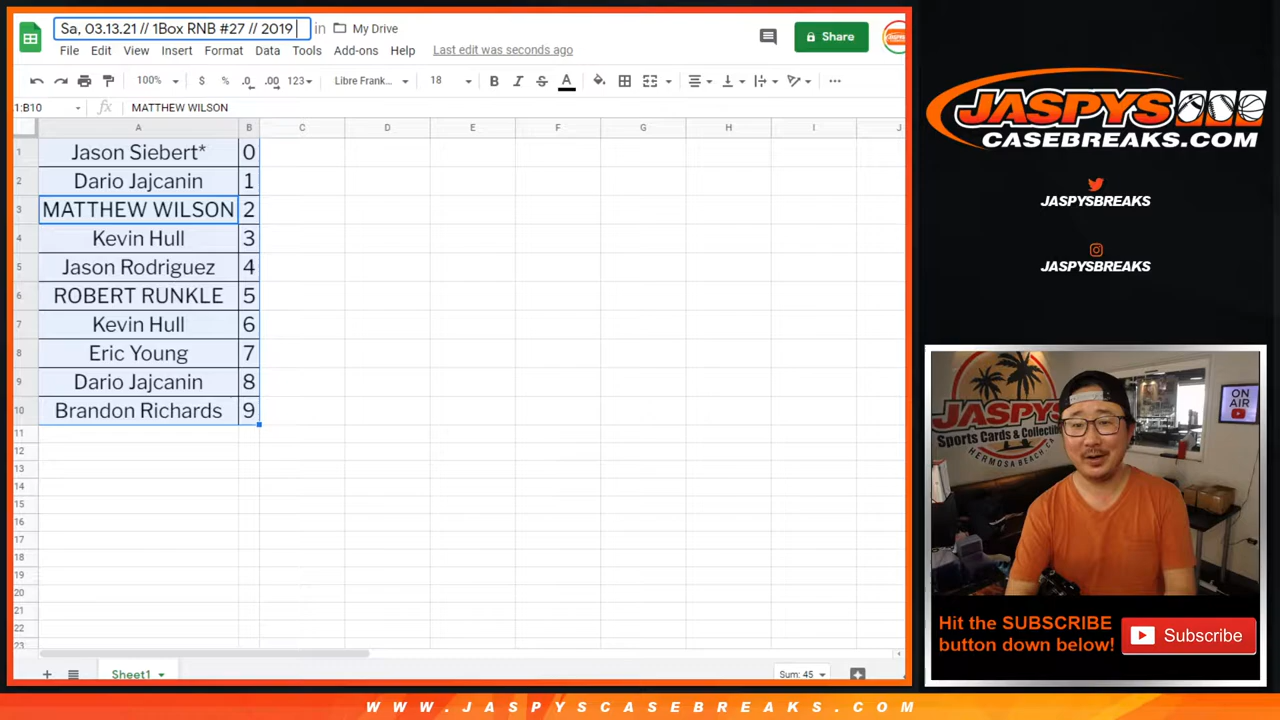 Sa, 03.13.21 // 1Box RNB #27 // 2019
in My Drive
Share
File Edit View Insert Format Data Tools Add-ons Help Last edit was seconds ago
100% $ % .0 .00 123 Libre Frank... 18 B I S A
1:B10 fx MATTHEW WILSON
A B C D E F G H I J
1 Jason Siebert* 0
2 Dario Jajcanin 1
3 MATTHEW WILSON 2
4 Kevin Hull 3
5 Jason Rodriguez 4
6 ROBERT RUNKLE 5
7 Kevin Hull 6
8 Eric Young 7
9 Dario Jajcanin 8
10 Brandon Richards 9
11
12
13
14
15
16
17
18
19
20
21
22
23
Sheet1 Sum: 45
JASPYS
CASEBREAKS.COM
JASPYSBREAKS
JASPYSBREAKS
JASPYS
Sports Cards & Collectibl
HERMOSA BEACH, CA
ON AIR
Hit the SUBSCRIBE
button down below!
Subscribe
WWW.JASPYSCASEBREAKS.COM